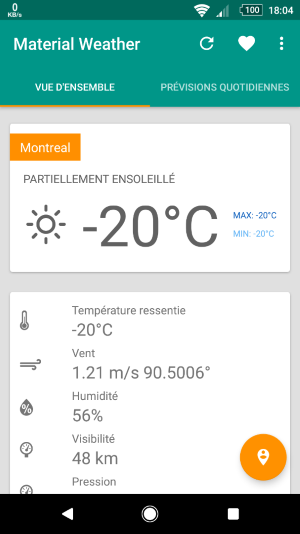 0
KB/s
100
18:04
Material Weather
VUE D'ENSEMBLE
PRÉVISIONS QUOTIDIENNES
Montreal
PARTIELLEMENT ENSOLEILLÉ
-20°C
MAX: -20°C
MIN: -20°C
Température ressentie
-20°C
Vent
1.21 m/s 90.5006°
Humidité
56%
Visibilité
48 km
Pression